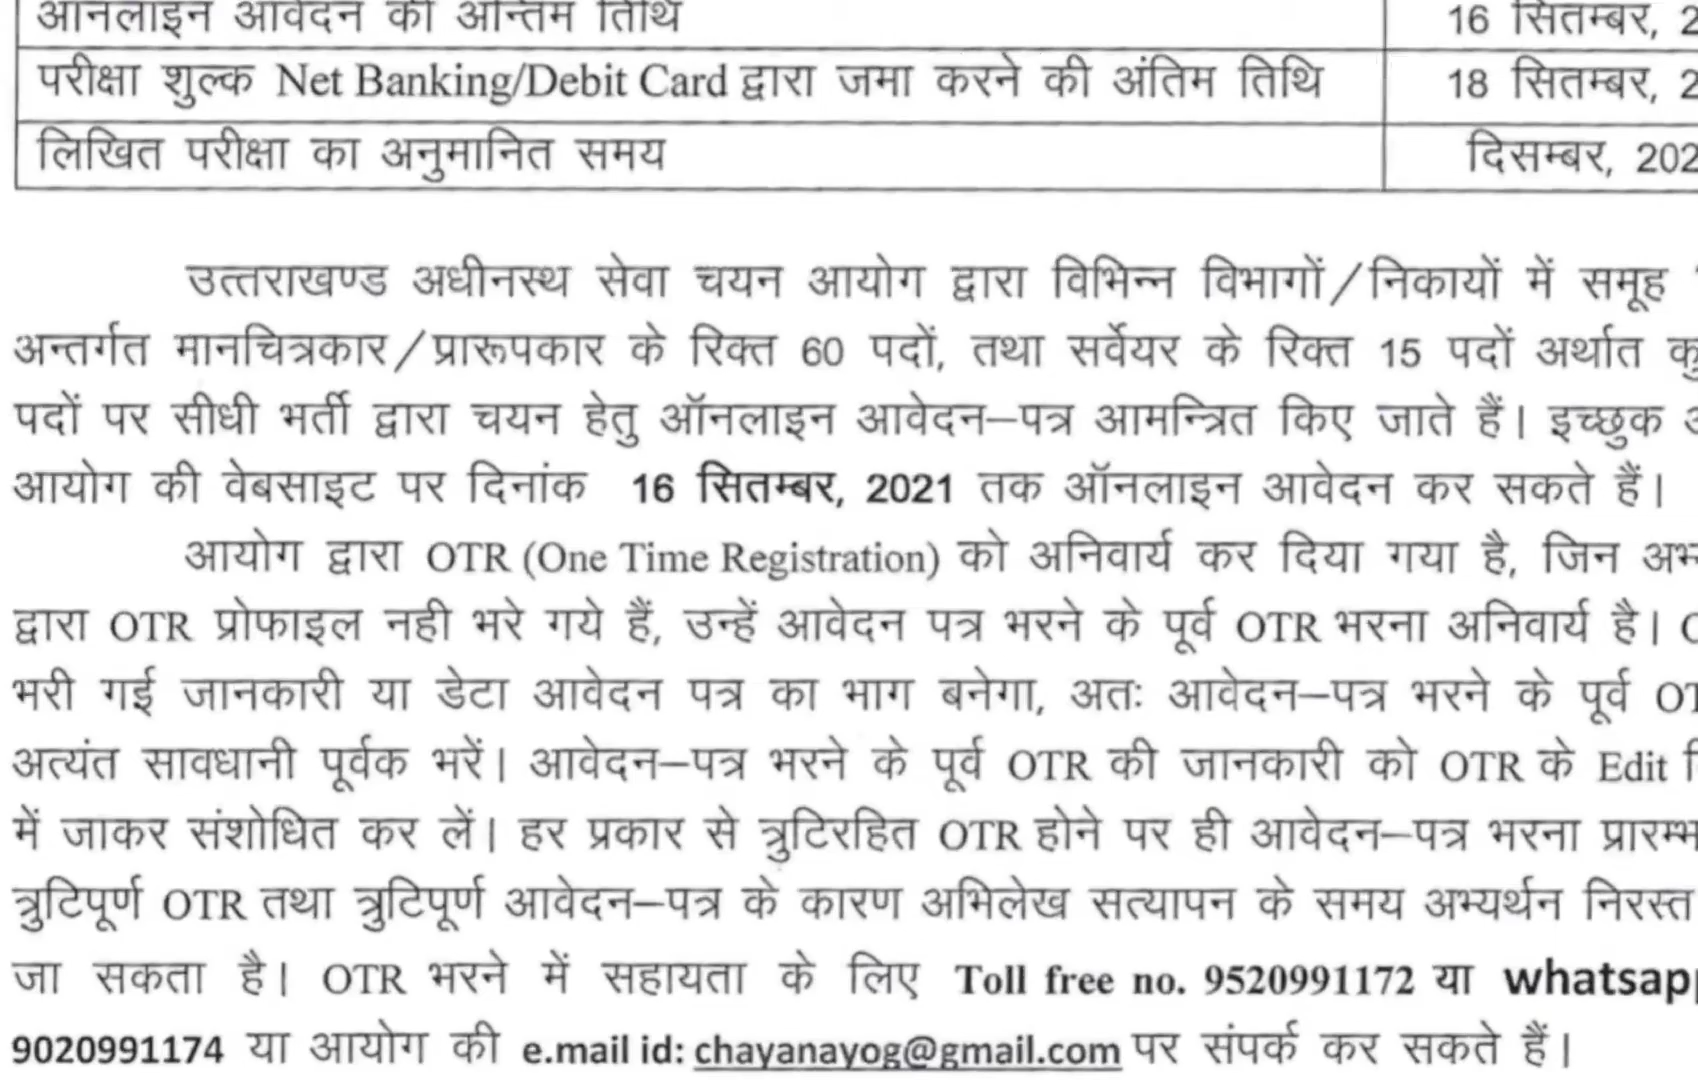 ऑनलाइन आवेदन की अन्तिम तिथि 16 सितम्बर,
परीक्षा शुल्क Net Banking/Debit Card द्वारा जमा करने की अंतिम तिथि 18 सितम्बर,
लिखित परीक्षा का अनुमानित समय दिसम्बर, 202
उत्तराखण्ड अधीनस्थ सेवा चयन आयोग द्वारा विभिन्न विभागों/निकायों में समूह
अन्तर्गत मानचित्रकार/प्रारूपकार के रिक्त 60 पदों, तथा सर्वेयर के रिक्त 15 पदों अर्थात
पदों पर सीधी भर्ती द्वारा चयन हेतु ऑनलाइन आवेदन–पत्र आमन्त्रित किए जाते हैं। इच्छुक
आयोग की वेबसाइट पर दिनांक 16 सितम्बर, 2021 तक ऑनलाइन आवेदन कर सकते हैं।
आयोग द्वारा OTR (One Time Registration) को अनिवार्य कर दिया गया है, जिन
द्वारा OTR प्रोफाइल नही भरे गये हैं, उन्हें आवेदन पत्र भरने के पूर्व OTR भरना अनिवार्य है।
भरी गई जानकारी या डेटा आवेदन पत्र का भाग बनेगा, अतः आवेदन–पत्र भरने के पूर्व
अत्यंत सावधानी पूर्वक भरें। आवेदन–पत्र भरने के पूर्व OTR की जानकारी को OTR के Edit
में जाकर संशोधित कर लें। हर प्रकार से त्रुटिरहित OTR होने पर ही आवेदन–पत्र भरना प्रारम्भ
त्रुटिपूर्ण OTR तथा त्रुटिपूर्ण आवेदन–पत्र के कारण अभिलेख सत्यापन के समय अभ्यर्थन निरस्त
जा सकता है। OTR भरने में सहायता के लिए Toll free no. 9520991172 या whatsapp
9020991174 या आयोग की e.mail id: chayanayog@gmail.com पर संपर्क कर सकते हैं।